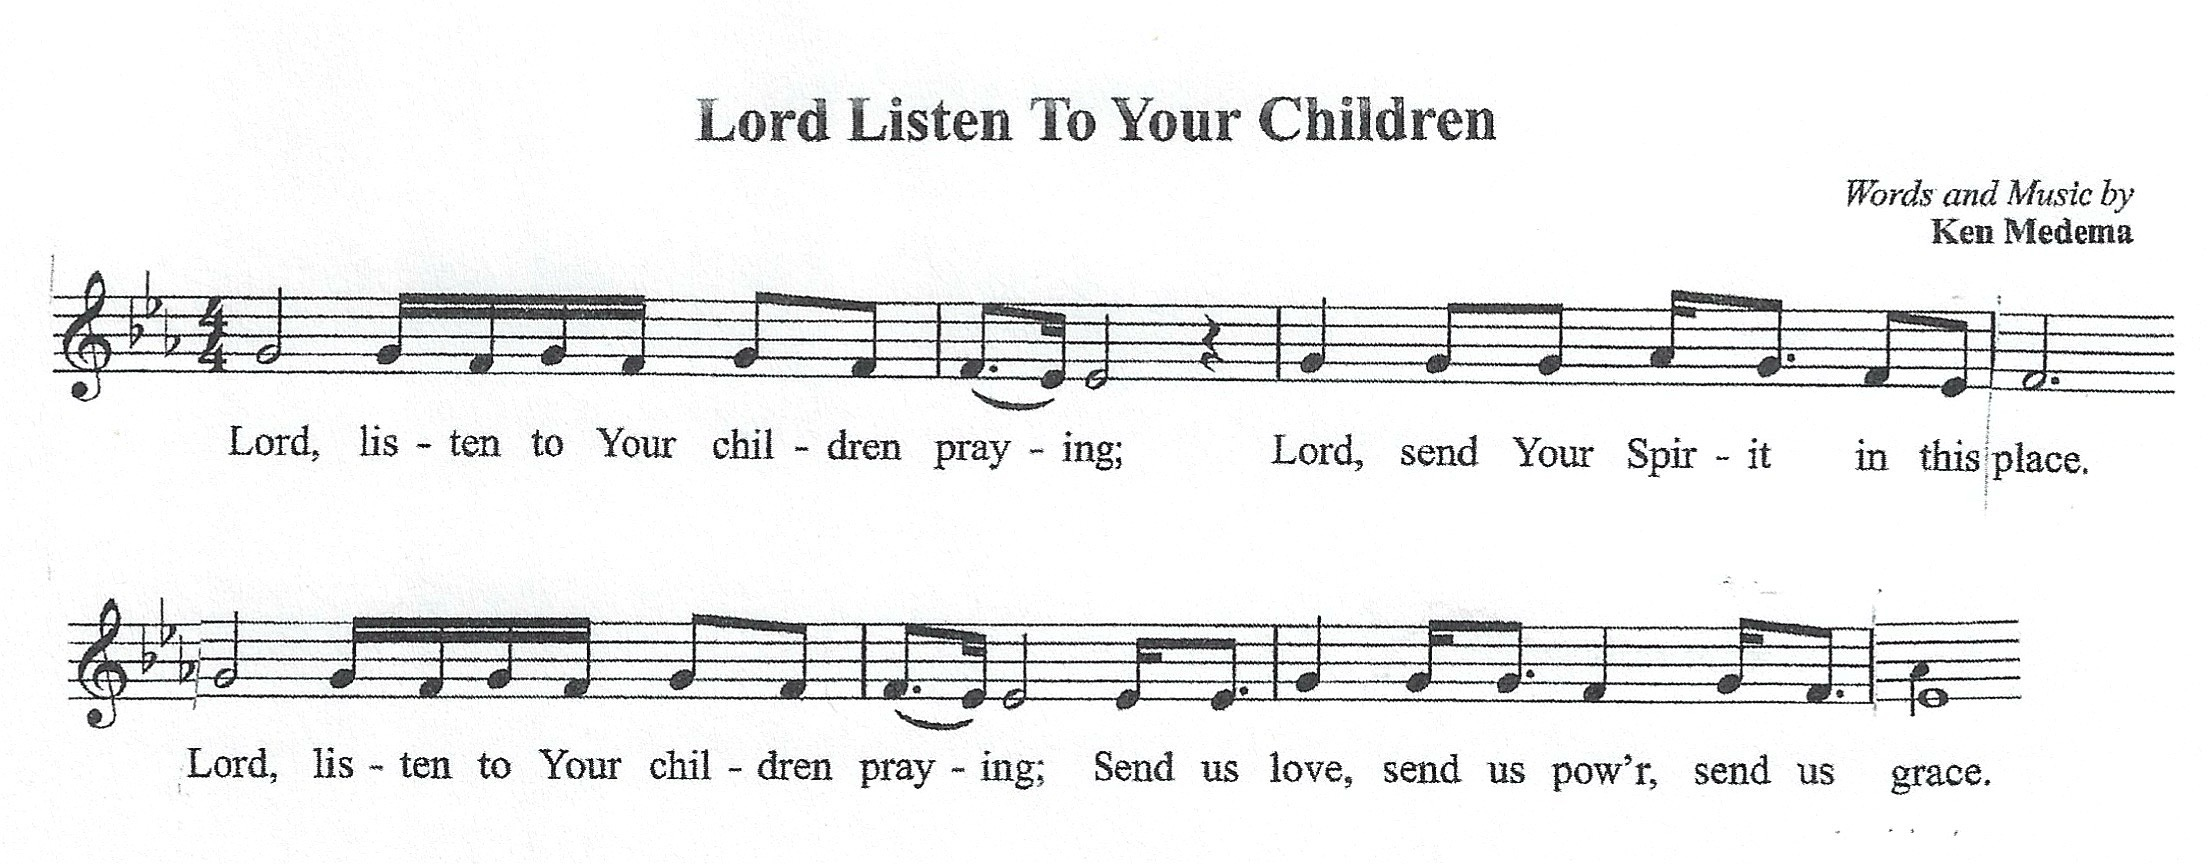 Lord Listen To Your Children
Words and Music by
Ken Medema
4
4
Lord, lis - ten to Your chil - dren pray - ing; Lord, send Your Spir - it in this place.
Lord, lis - ten to Your chil - dren pray - ing; Send us love, send us pow'r, send us grace.